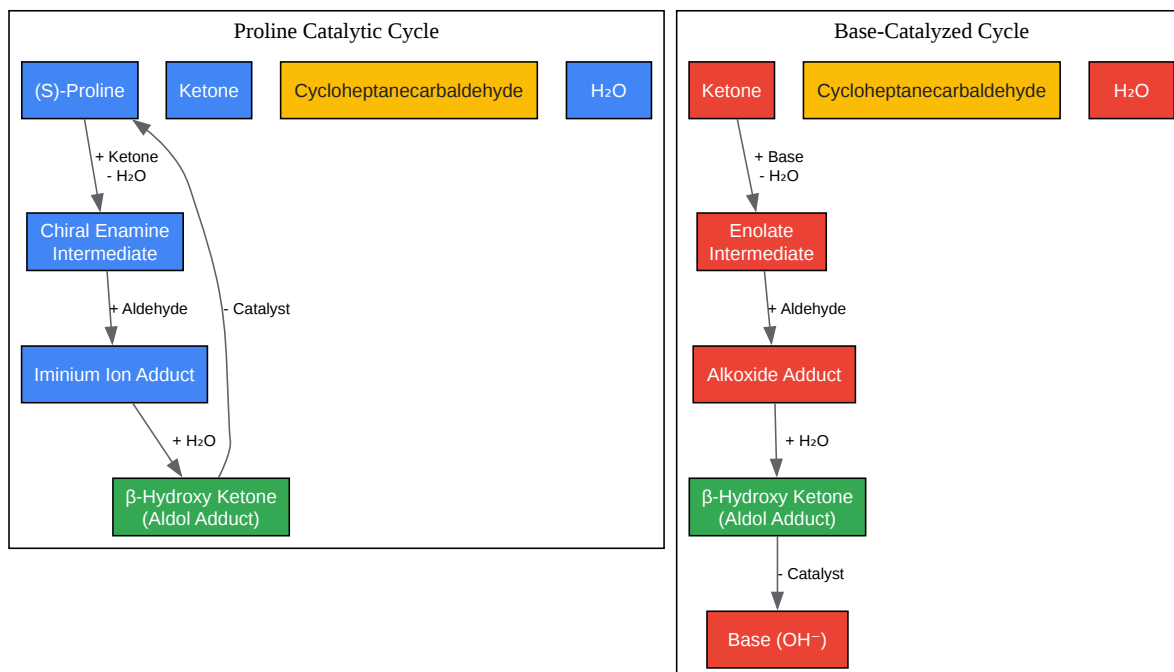 Proline Catalytic Cycle
(S)-Proline
Ketone
Cycloheptanecarbaldehyde
H₂O
+ Ketone
- H₂O
Chiral Enamine
Intermediate
+ Aldehyde
- Catalyst
Iminium Ion Adduct
+ H₂O
β-Hydroxy Ketone
(Aldol Adduct)
Base-Catalyzed Cycle
Ketone
Cycloheptanecarbaldehyde
H₂O
+ Base
- H₂O
Enolate
Intermediate
+ Aldehyde
Alkoxide Adduct
+ H₂O
β-Hydroxy Ketone
(Aldol Adduct)
- Catalyst
Base (OH⁻)